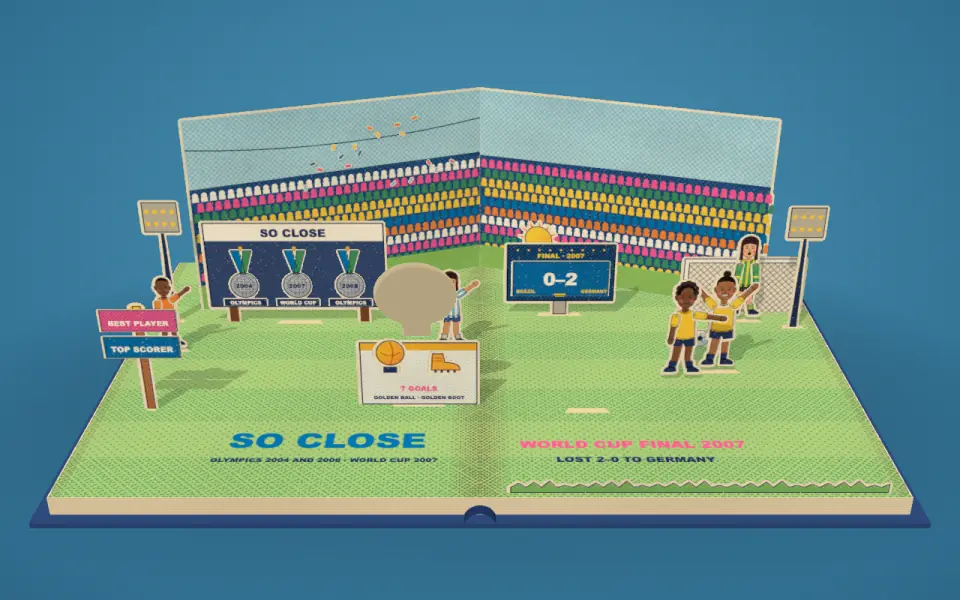 SO CLOSE
2004
2007
2008
OLYMPICS
WORLD CUP
OLYMPICS
FINAL · 2007
0–2
BRAZIL
GERMANY
BEST PLAYER
TOP SCORER
7 GOALS
GOLDEN BALL · GOLDEN BOOT
SO CLOSE
OLYMPICS 2004 AND 2008 · WORLD CUP 2007
WORLD CUP FINAL 2007
LOST 2–0 TO GERMANY